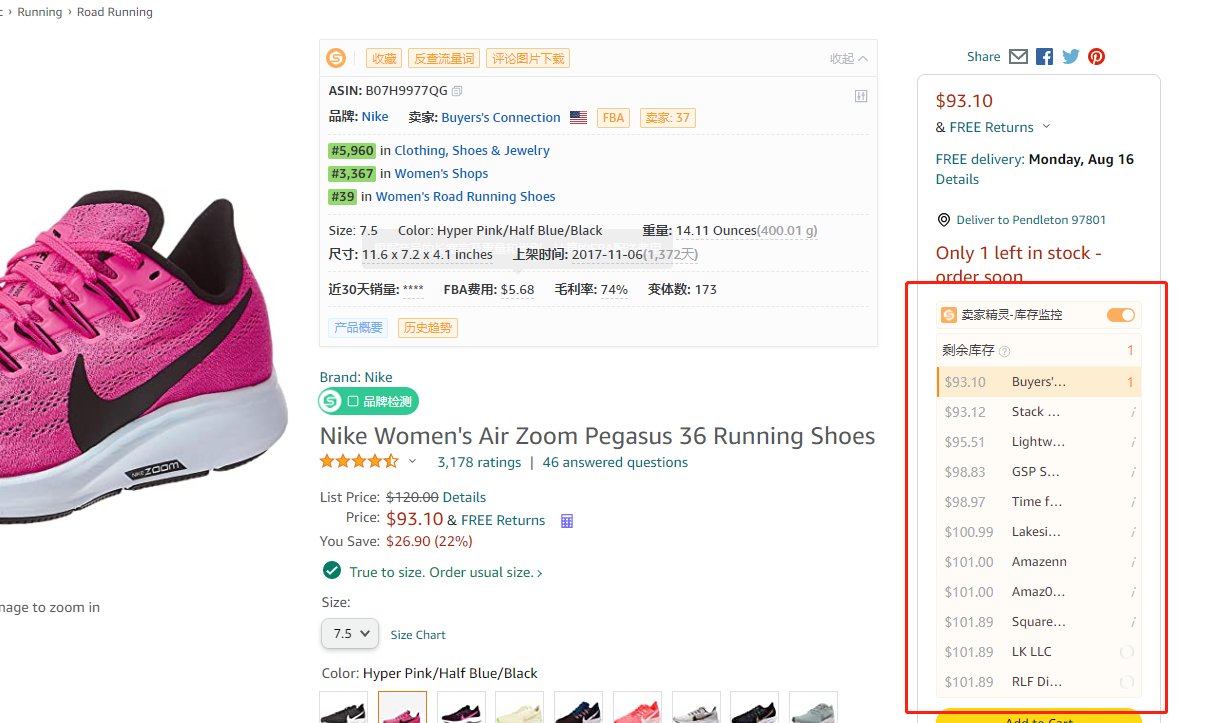 › Running › Road Running
收藏 反查流量词 评论图片下载 收起
ASIN: B07H9977QG
品牌: Nike 卖家: Buyers's Connection FBA 卖家: 37
#5,960 in Clothing, Shoes & Jewelry
#3,367 in Women's Shops
#39 in Women's Road Running Shoes
Size: 7.5 Color: Hyper Pink/Half Blue/Black 重量: 14.11 Ounces(400.01 g)
尺寸: 11.6 x 7.2 x 4.1 inches 上架时间: 2017-11-06(1,372天)
近30天销量: **** FBA费用: $5.68 毛利率: 74% 变体数: 173
产品概要 历史趋势
Brand: Nike
品牌检测
Nike Women's Air Zoom Pegasus 36 Running Shoes
3,178 ratings | 46 answered questions
List Price: $120.00 Details
Price: $93.10 & FREE Returns
You Save: $26.90 (22%)
True to size. Order usual size. ›
Size:
7.5 Size Chart
Color: Hyper Pink/Half Blue/Black
NIKE ZOOM
mage to zoom in
Share
$93.10
& FREE Returns
FREE delivery: Monday, Aug 16
Details
Deliver to Pendleton 97801
Only 1 left in stock -
order soon
卖家精灵-库存监控
剩余库存 1
$93.10 Buyers'... 1
$93.12 Stack ... i
$95.51 Lightw... i
$98.83 GSP S... i
$98.97 Time f... i
$100.99 Lakesi... i
$101.00 Amazenn i
$101.00 Amaz0... i
$101.89 Square... i
$101.89 LK LLC
$101.89 RLF Di...
Add to Cart